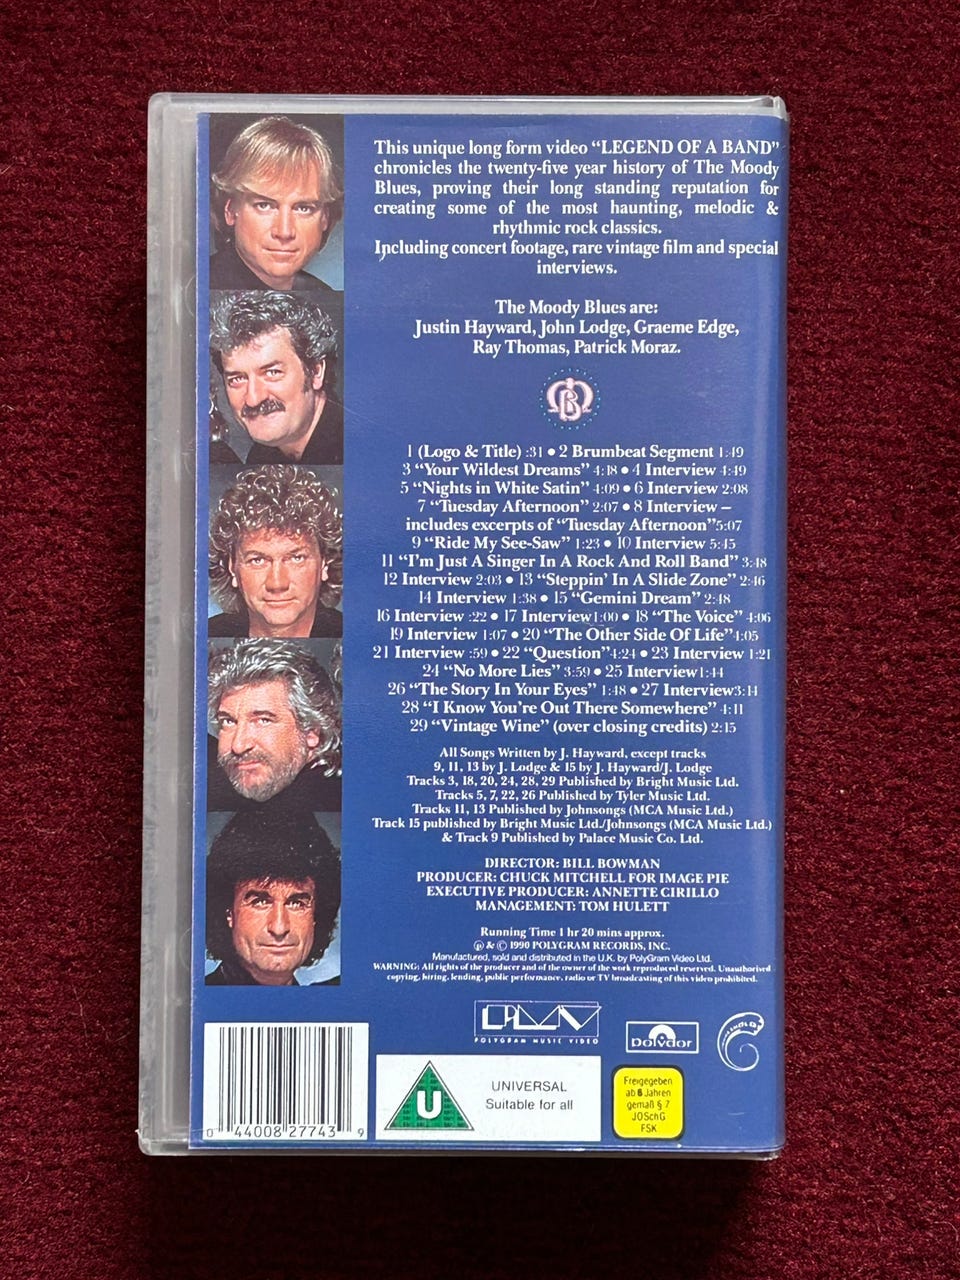 This unique long form video “LEGEND OF A BAND”
chronicles the twenty-five year history of The Moody
Blues, proving their long standing reputation for
creating some of the most haunting, melodic &
rhythmic rock classics.
Including concert footage, rare vintage film and special
interviews.
The Moody Blues are:
Justin Hayward, John Lodge, Graeme Edge,
Ray Thomas, Patrick Moraz.
1 (Logo & Title) :31 ● 2 Brumbeat Segment 1:49
3 “Your Wildest Dreams” 4:18 ● 4 Interview 4:49
5 “Nights in White Satin” 4:09 ● 6 Interview 2:08
7 “Tuesday Afternoon” 2:07 ● 8 Interview –
includes excerpts of “Tuesday Afternoon”5:07
9 “Ride My See-Saw” 1:23 ● 10 Interview 5:45
11 “I'm Just A Singer In A Rock And Roll Band” 3:48
12 Interview 2:03 ● 13 “Steppin' In A Slide Zone” 2:46
14 Interview 1:38 ● 15 “Gemini Dream” 2:48
16 Interview :22 ● 17 Interview 1:00 ● 18 “The Voice” 4:06
19 Interview 1:07 ● 20 “The Other Side Of Life”4:05
21 Interview :59 ● 22 “Question”4:24 ● 23 Interview 1:21
24 “No More Lies” 3:59 ● 25 Interview1:44
26 “The Story In Your Eyes” 1:48 ● 27 Interview3:14
28 “I Know You're Out There Somewhere” 4:11
29 “Vintage Wine” (over closing credits) 2:15
All Songs Written by J. Hayward, except tracks
9, 11, 13 by J. Lodge & 15 by J. Hayward/J. Lodge
Tracks 3, 18, 20, 24, 28, 29 Published by Bright Music Ltd.
Tracks 5, 7, 22, 26 Published by Tyler Music Ltd.
Tracks 11, 13 Published by Johnsongs (MCA Music Ltd.)
Track 15 published by Bright Music Ltd./Johnsongs (MCA Music Ltd.)
& Track 9 Published by Palace Music Co. Ltd.
DIRECTOR: BILL BOWMAN
PRODUCER: CHUCK MITCHELL FOR IMAGE PIE
EXECUTIVE PRODUCER: ANNETTE CIRILLO
MANAGEMENT: TOM HULETT
Running Time 1 hr 20 mins approx.
℗ & © 1990 POLYGRAM RECORDS, INC.
Manufactured, sold and distributed in the U.K. by PolyGram Video Ltd.
WARNING: All rights of the producer and of the owner of the work reproduced reserved. Unauthorised
copying, hiring, lending, public performance, radio or TV broadcasting of this video prohibited.
PMV
POLYGRAM MUSIC VIDEO
polydor
0 44008 27743 9
U
UNIVERSAL
Suitable for all
Freigegeben
ab 6 Jahren
gemäß § 7
JÖSchG
FSK